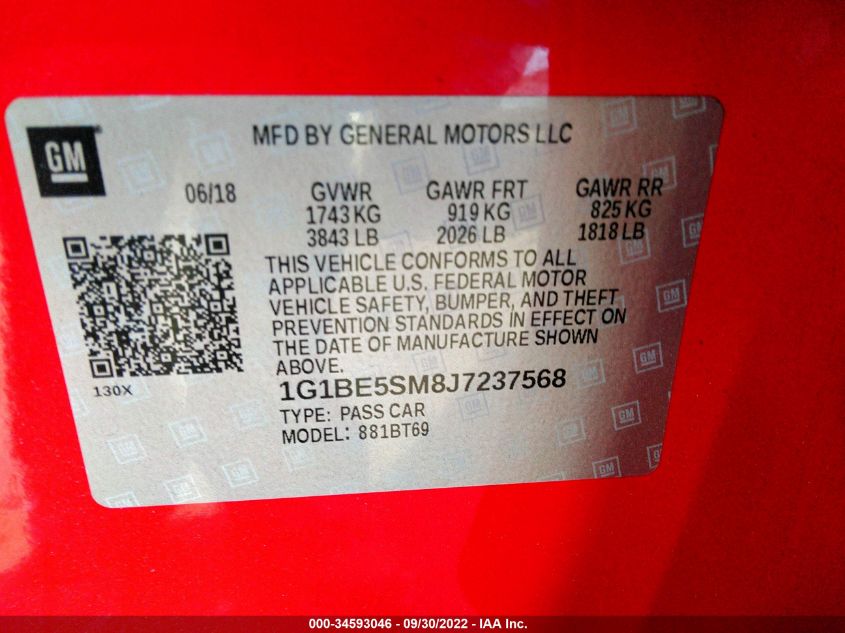 GM
MFD BY GENERAL MOTORS LLC
06/18
GVWR
1743 KG
3843 LB
GAWR FRT
919 KG
2026 LB
GAWR RR
825 KG
1818 LB
THIS VEHICLE CONFORMS TO ALL
APPLICABLE U.S. FEDERAL MOTOR
VEHICLE SAFETY, BUMPER, AND THEFT
PREVENTION STANDARDS IN EFFECT ON
THE DATE OF MANUFACTURE SHOWN
ABOVE.
130X
1G1BE5SM8J7237568
TYPE: PASS CAR
MODEL: 881BT69
000-34593046 - 09/30/2022 - IAA Inc.